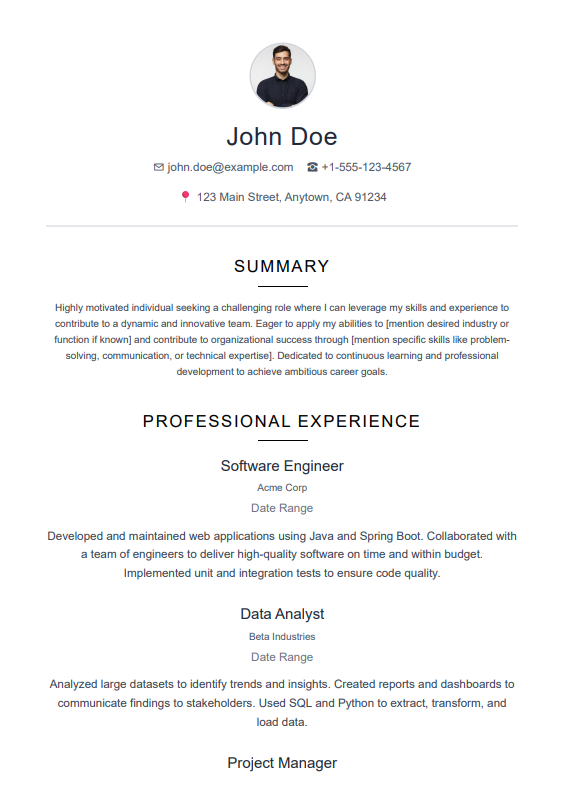 John Doe
john.doe@example.com +1-555-123-4567
123 Main Street, Anytown, CA 91234
SUMMARY
Highly motivated individual seeking a challenging role where I can leverage my skills and experience to
contribute to a dynamic and innovative team. Eager to apply my abilities to [mention desired industry or
function if known] and contribute to organizational success through [mention specific skills like problem-
solving, communication, or technical expertise]. Dedicated to continuous learning and professional
development to achieve ambitious career goals.
PROFESSIONAL EXPERIENCE
Software Engineer
Acme Corp
Date Range
Developed and maintained web applications using Java and Spring Boot. Collaborated with
a team of engineers to deliver high-quality software on time and within budget.
Implemented unit and integration tests to ensure code quality.
Data Analyst
Beta Industries
Date Range
Analyzed large datasets to identify trends and insights. Created reports and dashboards to
communicate findings to stakeholders. Used SQL and Python to extract, transform, and
load data.
Project Manager